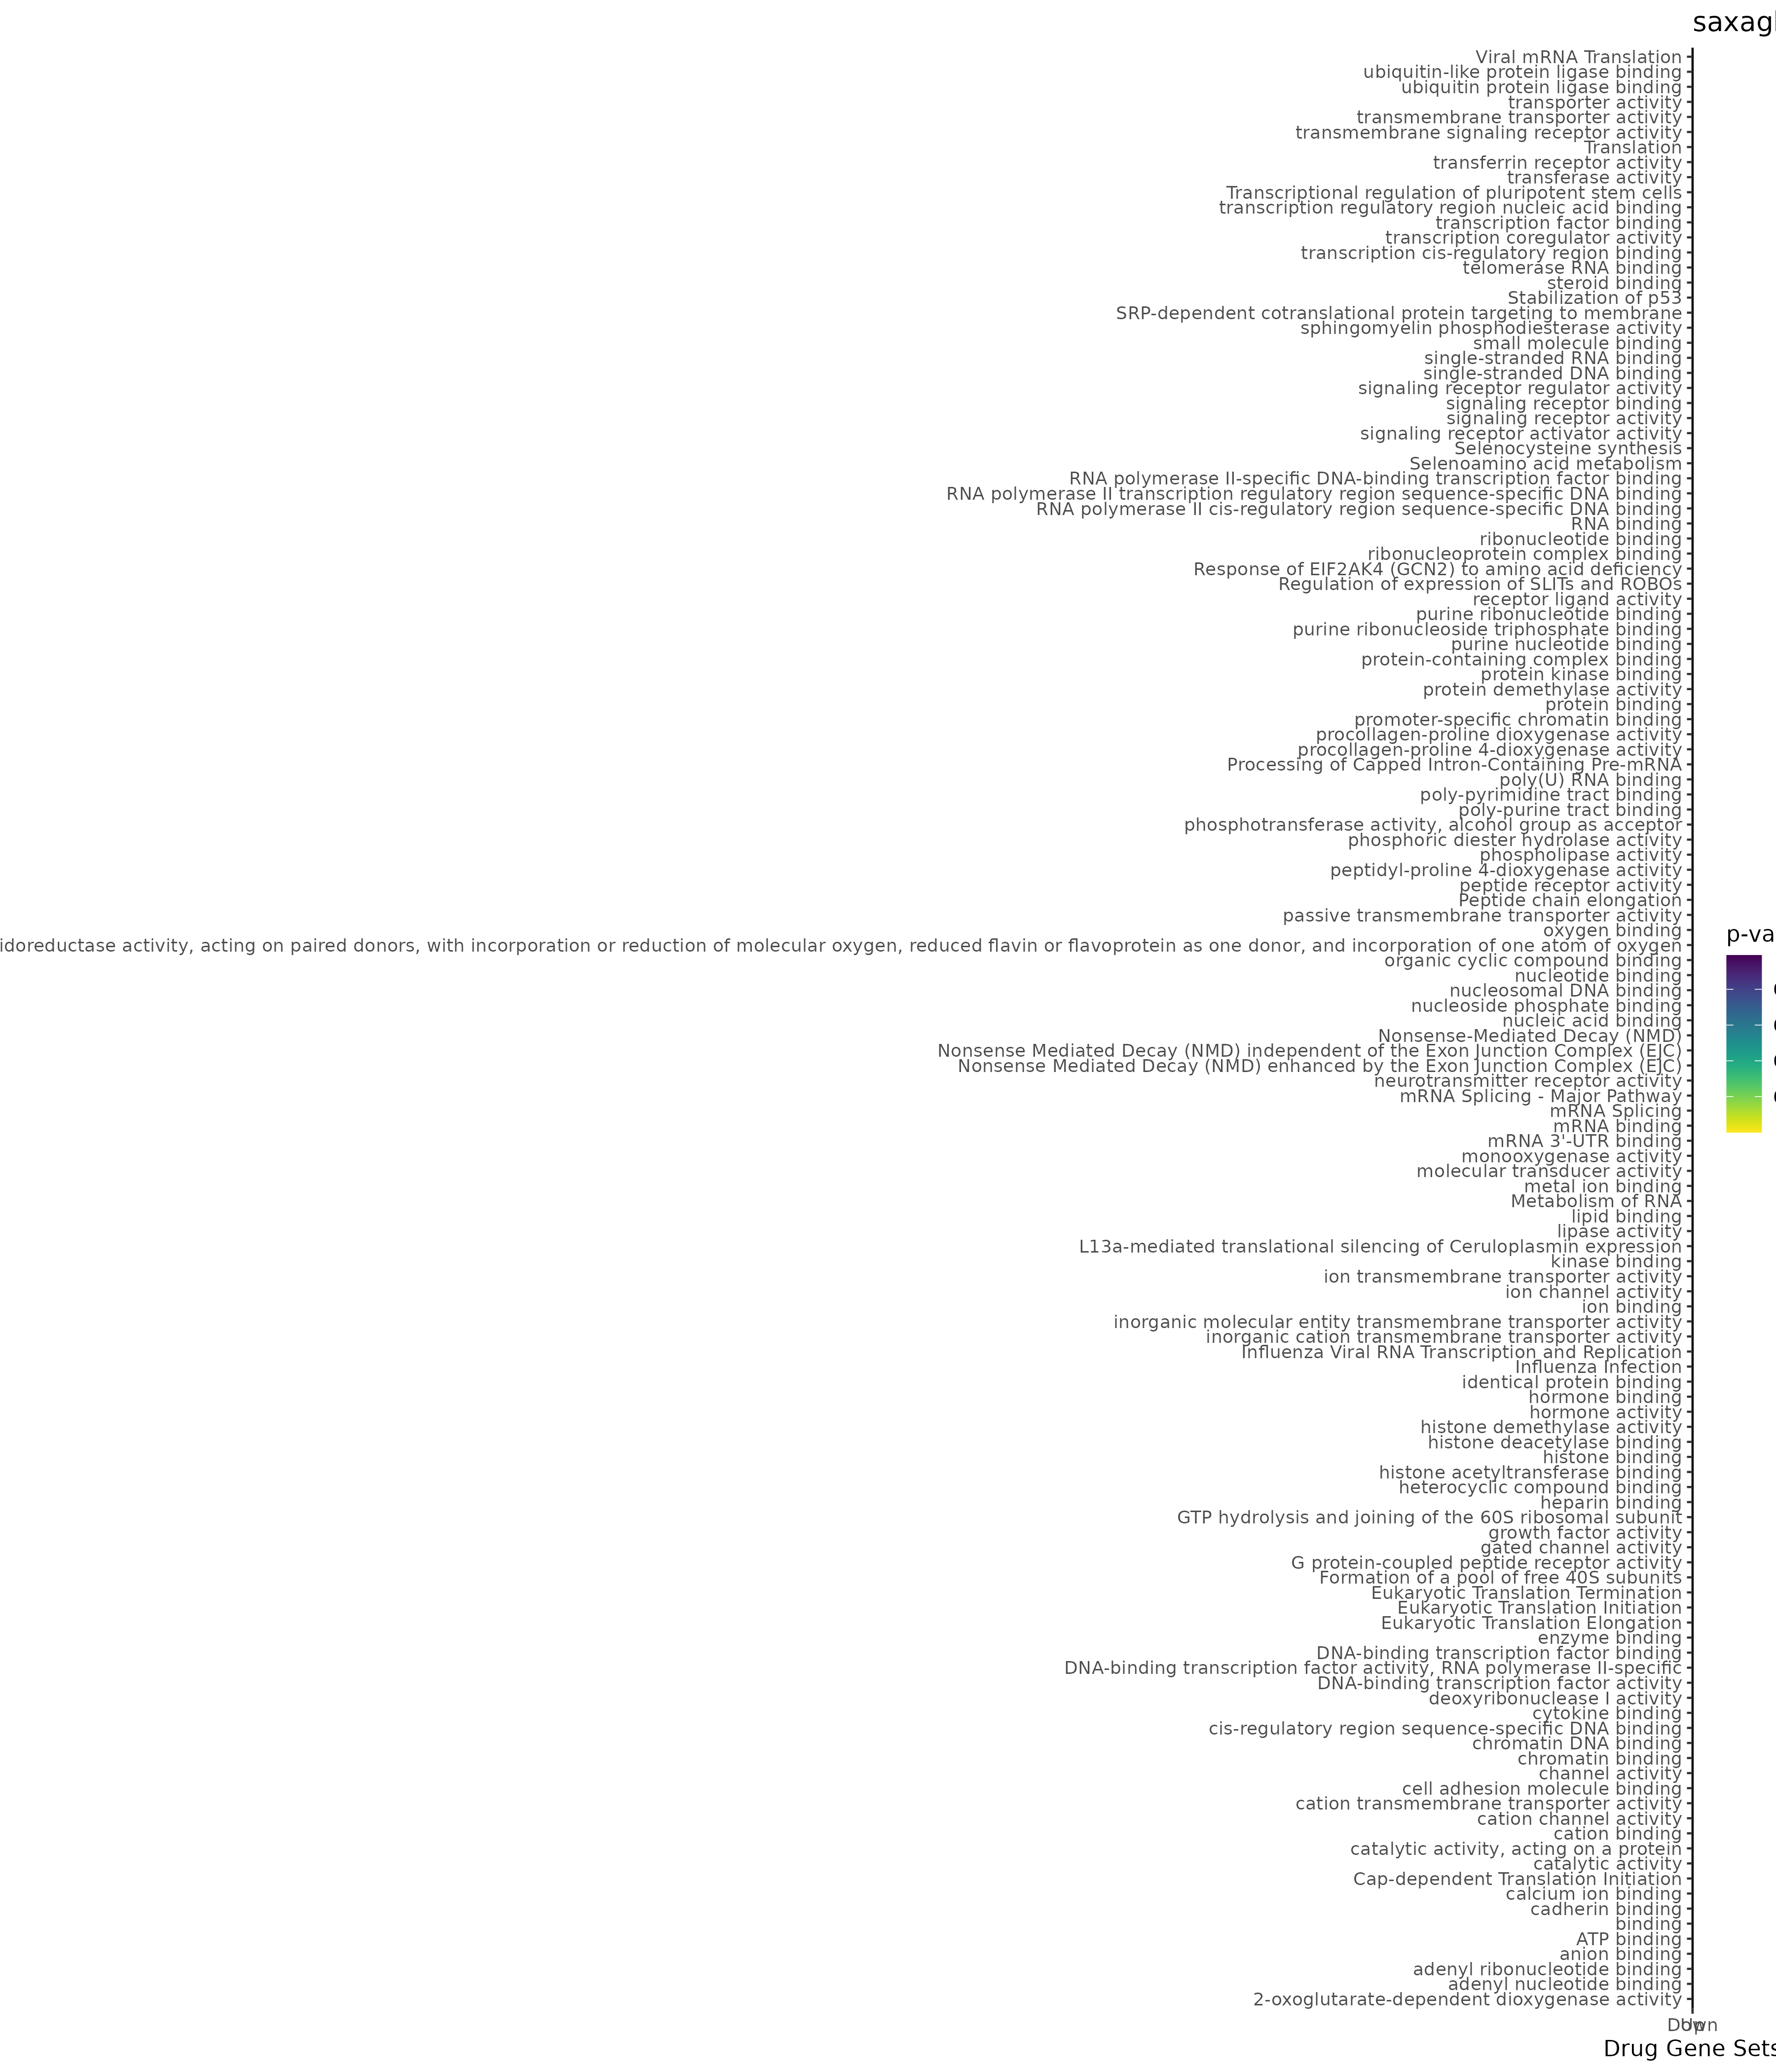 saxag
Viral mRNA Translation
ubiquitin-like protein ligase binding
ubiquitin protein ligase binding
transporter activity
transmembrane transporter activity
transmembrane signaling receptor activity
Translation
transferrin receptor activity
transferase activity
Transcriptional regulation of pluripotent stem cells
transcription regulatory region nucleic acid binding
transcription factor binding
transcription coregulator activity
transcription cis-regulatory region binding
telomerase RNA binding
steroid binding
Stabilization of p53
SRP-dependent cotranslational protein targeting to membrane
sphingomyelin phosphodiesterase activity
small molecule binding
single-stranded RNA binding
single-stranded DNA binding
signaling receptor regulator activity
signaling receptor binding
signaling receptor activity
signaling receptor activator activity
Selenocysteine synthesis
Selenoamino acid metabolism
RNA polymerase II-specific DNA-binding transcription factor binding
RNA polymerase II transcription regulatory region sequence-specific DNA binding
RNA polymerase II cis-regulatory region sequence-specific DNA binding
RNA binding
ribonucleotide binding
ribonucleoprotein complex binding
Response of EIF2AK4 (GCN2) to amino acid deficiency
Regulation of expression of SLITs and ROBOs
receptor ligand activity
purine ribonucleotide binding
purine ribonucleoside triphosphate binding
purine nucleotide binding
protein-containing complex binding
protein kinase binding
protein demethylase activity
protein binding
promoter-specific chromatin binding
procollagen-proline dioxygenase activity
procollagen-proline 4-dioxygenase activity
Processing of Capped Intron-Containing Pre-mRNA
poly(U) RNA binding
poly-pyrimidine tract binding
poly-purine tract binding
phosphotransferase activity, alcohol group as acceptor
phosphoric diester hydrolase activity
phospholipase activity
peptidyl-proline 4-dioxygenase activity
peptide receptor activity
Peptide chain elongation
passive transmembrane transporter activity
oxygen binding
idoreductase activity, acting on paired donors, with incorporation or reduction of molecular oxygen, reduced flavin or flavoprotein as one donor, and incorporation of one atom of oxygen
organic cyclic compound binding
nucleotide binding
nucleosomal DNA binding
nucleoside phosphate binding
nucleic acid binding
Nonsense-Mediated Decay (NMD)
Nonsense Mediated Decay (NMD) independent of the Exon Junction Complex (EJC)
Nonsense Mediated Decay (NMD) enhanced by the Exon Junction Complex (EJC)
neurotransmitter receptor activity
mRNA Splicing - Major Pathway
mRNA Splicing
mRNA binding
mRNA 3'-UTR binding
monooxygenase activity
molecular transducer activity
metal ion binding
Metabolism of RNA
lipid binding
lipase activity
L13a-mediated translational silencing of Ceruloplasmin expression
kinase binding
ion transmembrane transporter activity
ion channel activity
ion binding
inorganic molecular entity transmembrane transporter activity
inorganic cation transmembrane transporter activity
Influenza Viral RNA Transcription and Replication
Influenza Infection
identical protein binding
hormone binding
hormone activity
histone demethylase activity
histone deacetylase binding
histone binding
histone acetyltransferase binding
heterocyclic compound binding
heparin binding
GTP hydrolysis and joining of the 60S ribosomal subunit
growth factor activity
gated channel activity
G protein-coupled peptide receptor activity
Formation of a pool of free 40S subunits
Eukaryotic Translation Termination
Eukaryotic Translation Initiation
Eukaryotic Translation Elongation
enzyme binding
DNA-binding transcription factor binding
DNA-binding transcription factor activity, RNA polymerase II-specific
DNA-binding transcription factor activity
deoxyribonuclease I activity
cytokine binding
cis-regulatory region sequence-specific DNA binding
chromatin DNA binding
chromatin binding
channel activity
cell adhesion molecule binding
cation transmembrane transporter activity
cation channel activity
cation binding
catalytic activity, acting on a protein
catalytic activity
Cap-dependent Translation Initiation
calcium ion binding
cadherin binding
binding
ATP binding
anion binding
adenyl ribonucleotide binding
adenyl nucleotide binding
2-oxoglutarate-dependent dioxygenase activity
Down
Up
Drug Gene Sets
p-va